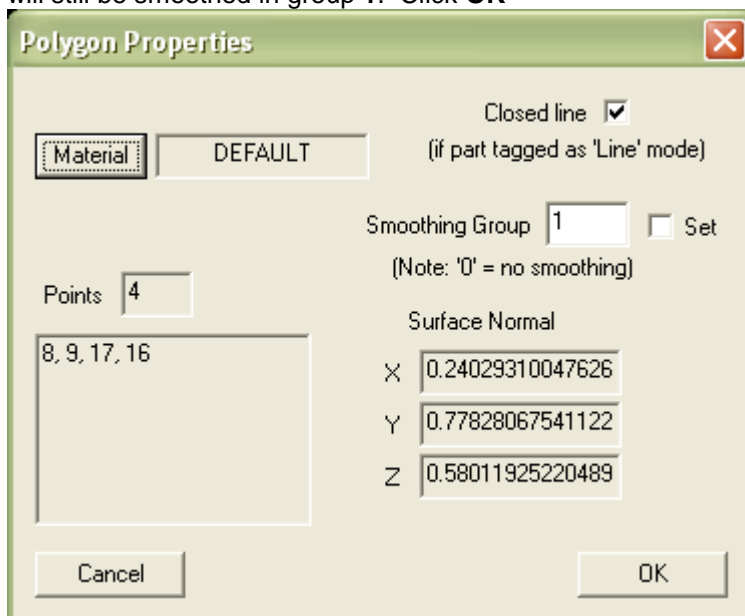 will still be smoothed in group 1. Click OK
Polygon Properties
Closed line
Material DEFAULT (if part tagged as 'Line' mode)
Smoothing Group 1 Set
(Note: '0' = no smoothing)
Points 4
Surface Normal
8, 9, 17, 16
X 0.24029310047626
Y 0.77828067541122
Z 0.58011925220489
Cancel OK